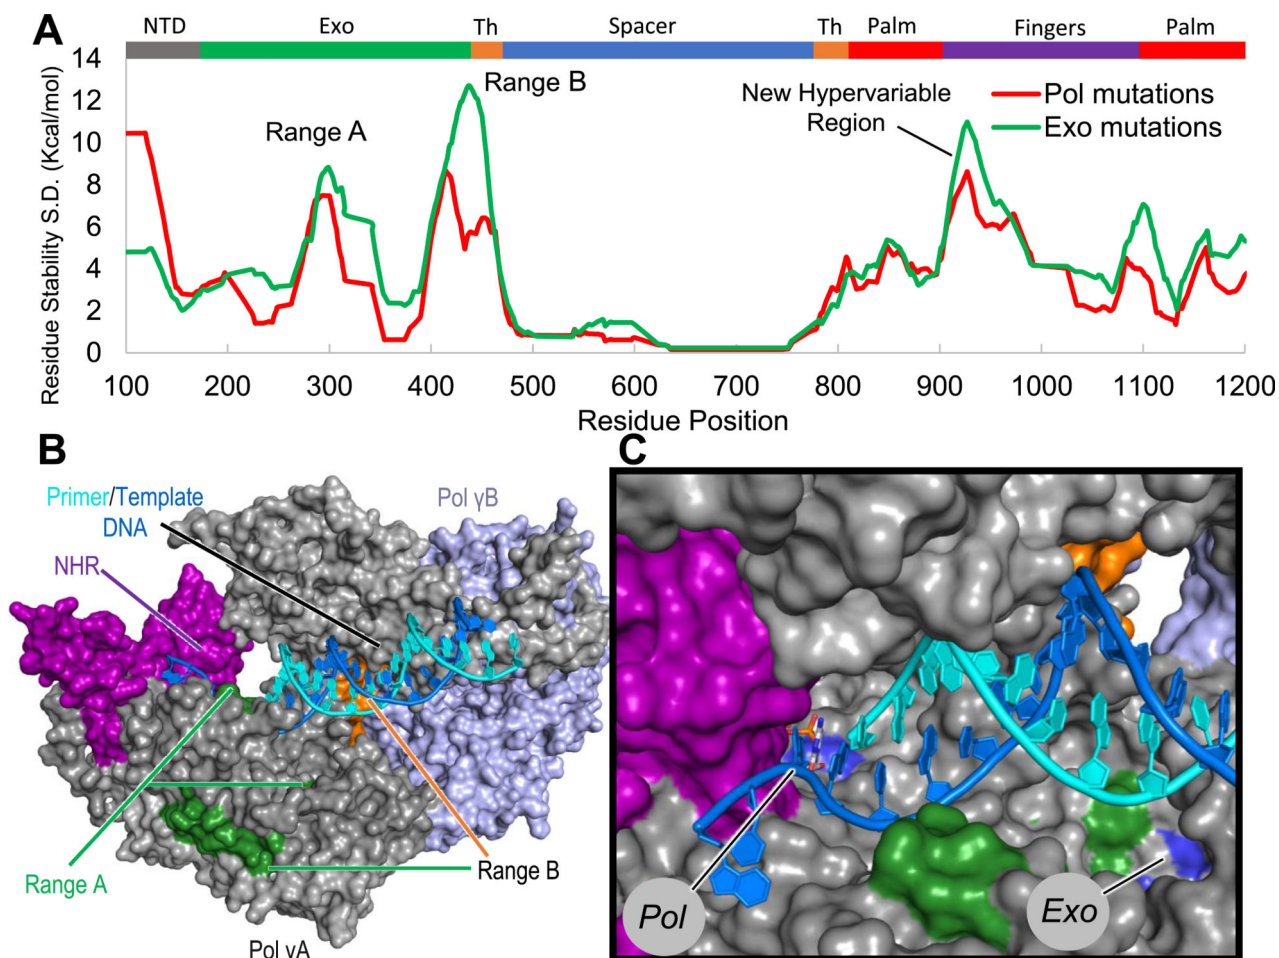 A
NTD Exo Th Spacer Th Palm Fingers Palm
Residue Stability S.D. (Kcal/mol)
14
12
10
8
6
4
2
0
Range A
Range B
New Hypervariable
Region
Pol mutations
Exo mutations
100 200 300 400 500 600 700 800 900 1000 1100 1200
Residue Position
B
Primer/Template
DNA
Pol γB
NHR
Range A
Range B
Pol γA
C
Pol
Exo